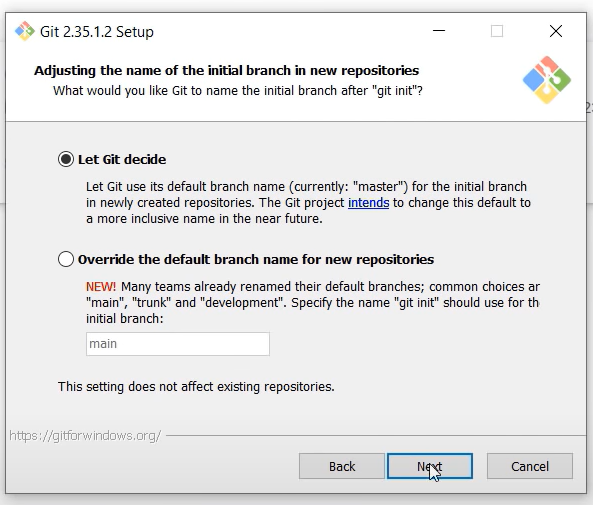 Git 2.35.1.2 Setup
Adjusting the name of the initial branch in new repositories
What would you like Git to name the initial branch after "git init"?
Let Git decide
Let Git use its default branch name (currently: "master") for the initial branch
in newly created repositories. The Git project intends to change this default to
a more inclusive name in the near future.
Override the default branch name for new repositories
NEW! Many teams already renamed their default branches; common choices ar
"main", "trunk" and "development". Specify the name "git init" should use for th
initial branch:
main
This setting does not affect existing repositories.
https://gitforwindows.org/
Back
Next
Cancel